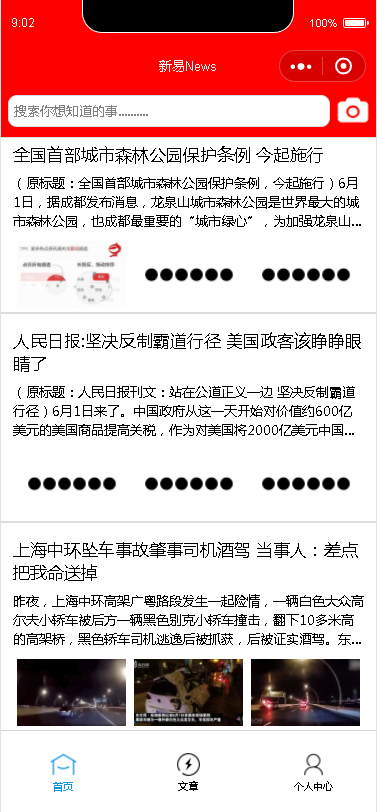 9:02
100%
新易News
搜索你想知道的事..........
全国首部城市森林公园保护条例 今起施行
（原标题：全国首部城市森林公园保护条例，今起施行）6月
1日，据成都发布消息，龙泉山城市森林公园是世界最大的城
市森林公园，也成都最重要的“城市绿心”，为加强龙泉山...
人民日报:坚决反制霸道行径 美国政客该睁睁眼
睛了
（原标题：人民日报刊文：站在公道正义一边 坚决反制霸道
行径）6月1日来了。中国政府从这一天开始对价值约600亿
美元的美国商品提高关税，作为对美国将2000亿美元中国...
上海中环坠车事故肇事司机酒驾 当事人：差点
把我命送掉
昨夜，上海中环高架广粤路段发生一起险情，一辆白色大众高
尔夫小轿车被后方一辆黑色别克小轿车撞击，翻下10多米高
的高架桥，黑色轿车司机逃逸后被抓获，后被证实酒驾。东...
首页
文章
个人中心